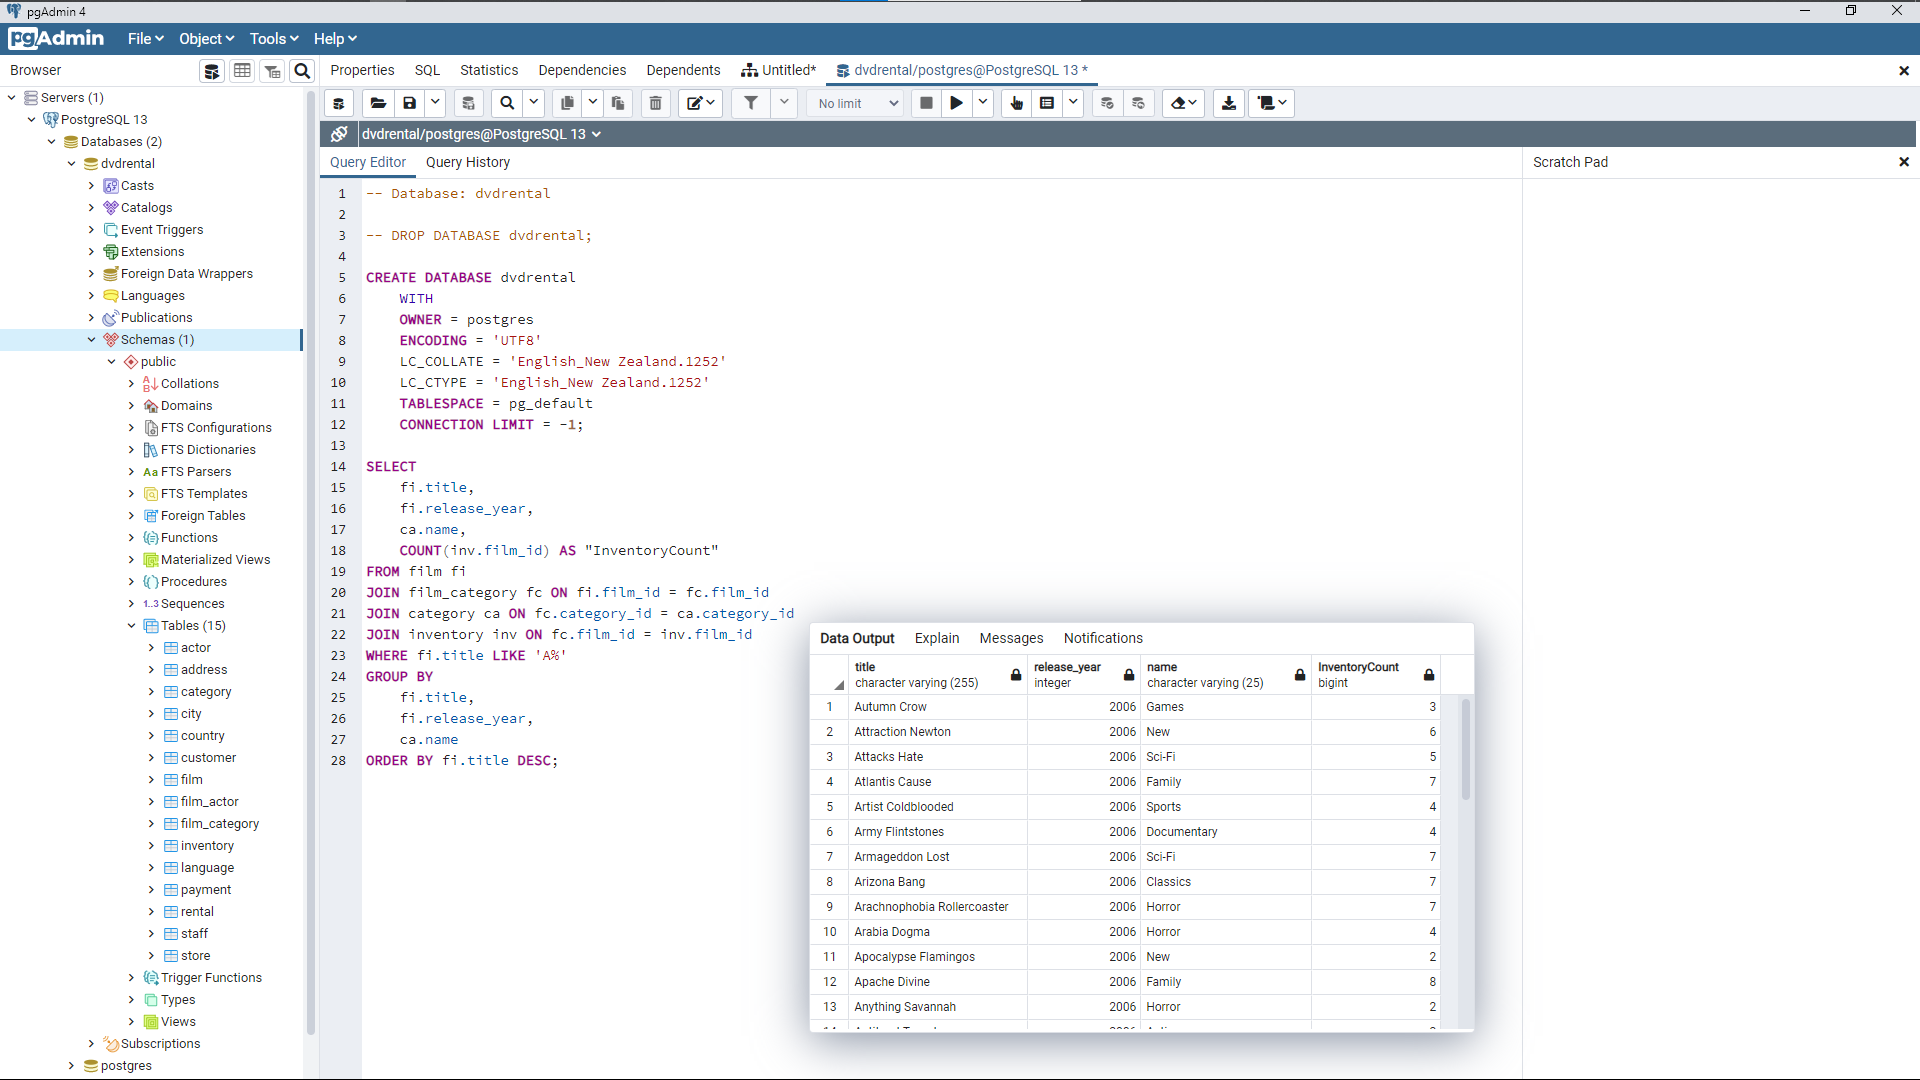 pgAdmin 4
pgAdmin File Object Tools Help
Browser
Properties SQL Statistics Dependencies Dependents Untitled* dvdrental/postgres@PostgreSQL 13 *
No limit
dvdrental/postgres@PostgreSQL 13
Query Editor Query History
Scratch Pad
Servers (1)
PostgreSQL 13
Databases (2)
dvdrental
Casts
Catalogs
Event Triggers
Extensions
Foreign Data Wrappers
Languages
Publications
Schemas (1)
public
Collations
Domains
FTS Configurations
FTS Dictionaries
Aa FTS Parsers
FTS Templates
Foreign Tables
Functions
Materialized Views
Procedures
1..3 Sequences
Tables (15)
actor
address
category
city
country
customer
film
film_actor
film_category
inventory
language
payment
rental
staff
store
Trigger Functions
Types
Views
Subscriptions
postgres
1 -- Database: dvdrental
2
3 -- DROP DATABASE dvdrental;
4
5 CREATE DATABASE dvdrental
6 WITH
7 OWNER = postgres
8 ENCODING = 'UTF8'
9 LC_COLLATE = 'English_New Zealand.1252'
10 LC_CTYPE = 'English_New Zealand.1252'
11 TABLESPACE = pg_default
12 CONNECTION LIMIT = -1;
13
14 SELECT
15 fi.title,
16 fi.release_year,
17 ca.name,
18 COUNT(inv.film_id) AS "InventoryCount"
19 FROM film fi
20 JOIN film_category fc ON fi.film_id = fc.film_id
21 JOIN category ca ON fc.category_id = ca.category_id
22 JOIN inventory inv ON fc.film_id = inv.film_id
23 WHERE fi.title LIKE 'A%'
24 GROUP BY
25 fi.title,
26 fi.release_year,
27 ca.name
28 ORDER BY fi.title DESC;
Data Output Explain Messages Notifications
title release_year name InventoryCount
character varying (255) integer character varying (25) bigint
1 Autumn Crow 2006 Games 3
2 Attraction Newton 2006 New 6
3 Attacks Hate 2006 Sci-Fi 5
4 Atlantis Cause 2006 Family 7
5 Artist Coldblooded 2006 Sports 4
6 Army Flintstones 2006 Documentary 4
7 Armageddon Lost 2006 Sci-Fi 7
8 Arizona Bang 2006 Classics 7
9 Arachnophobia Rollercoaster 2006 Horror 7
10 Arabia Dogma 2006 Horror 4
11 Apocalypse Flamingos 2006 New 2
12 Apache Divine 2006 Family 8
13 Anything Savannah 2006 Horror 2